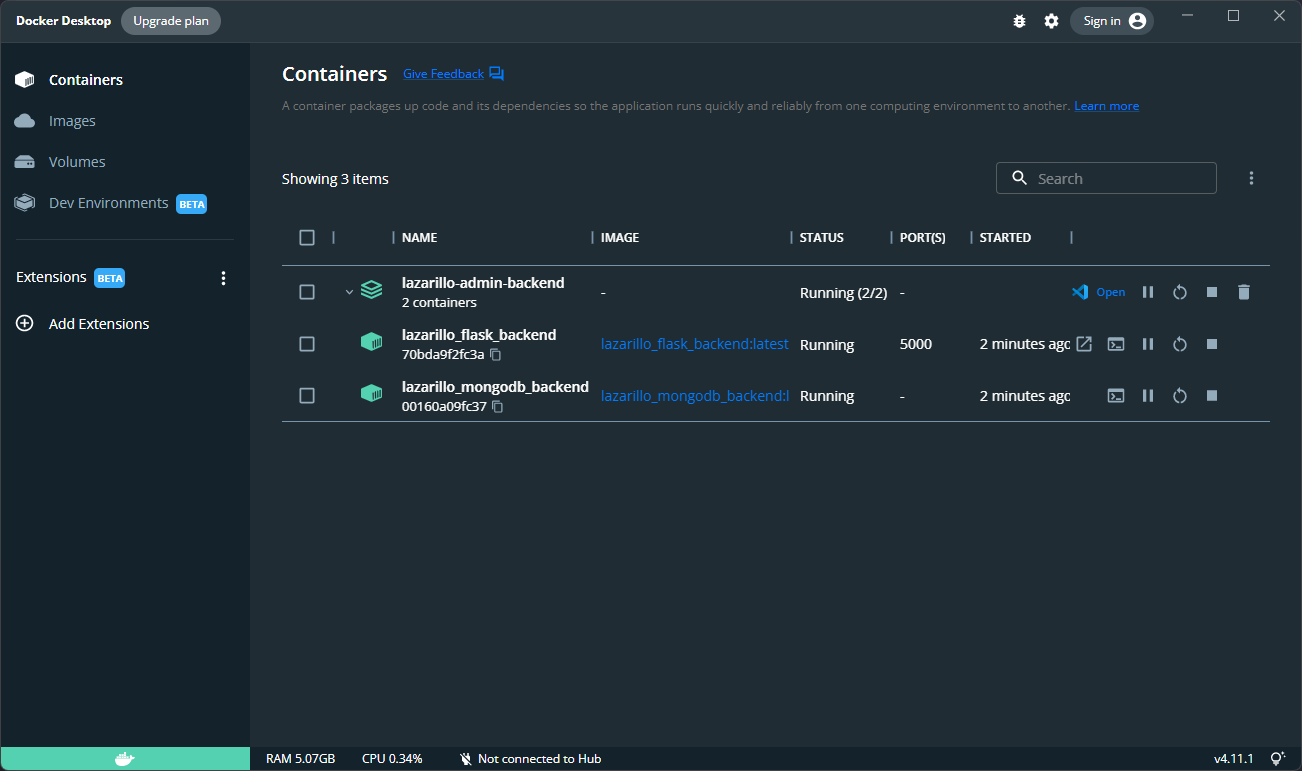 Docker Desktop Upgrade plan Sign in
Containers
Images
Volumes
Dev Environments BETA
Extensions BETA
Add Extensions
Containers Give Feedback
A container packages up code and its dependencies so the application runs quickly and reliably from one computing environment to another. Learn more
Showing 3 items Search
NAME IMAGE STATUS PORT(S) STARTED
lazarillo-admin-backend
2 containers
- Running (2/2) - Open
lazarillo_flask_backend
70bda9f2fc3a
lazarillo_flask_backend:latest Running 5000 2 minutes ago
lazarillo_mongodb_backend
00160a09fc37
lazarillo_mongodb_backend:l Running - 2 minutes ago
RAM 5.07GB CPU 0.34% Not connected to Hub v4.11.1